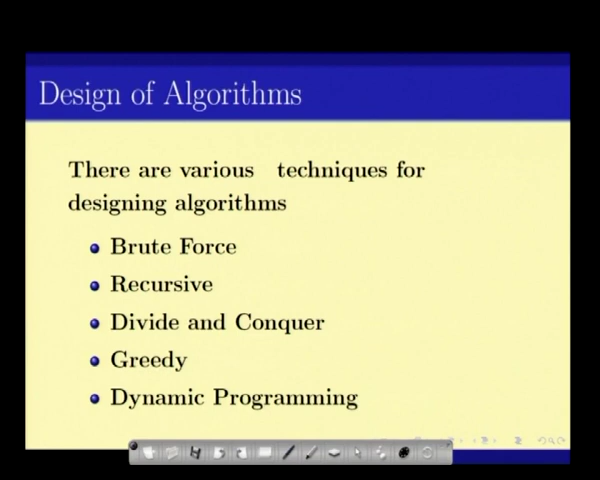 Design of Algorithms
There are various techniques for
designing algorithms
Brute Force
Recursive
Divide and Conquer
Greedy
Dynamic Programming